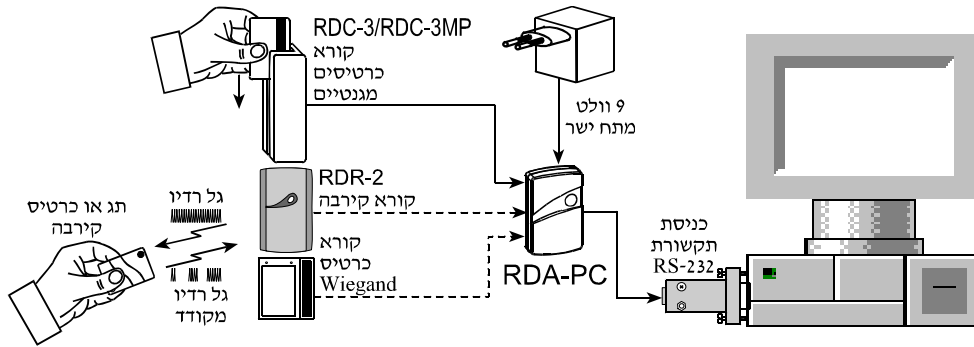 RDC-3/RDC-3MP
קורא
כרטיסים
מגנטיים
9 וולט
מתח ישר
RDR-2
קורא קירבה
גל רדיו
תג או כרטיס
קירבה
גל רדיו
מקודד
קורא
כרטיס
Wiegand
RDA-PC
כניסת
תקשורת
RS-232